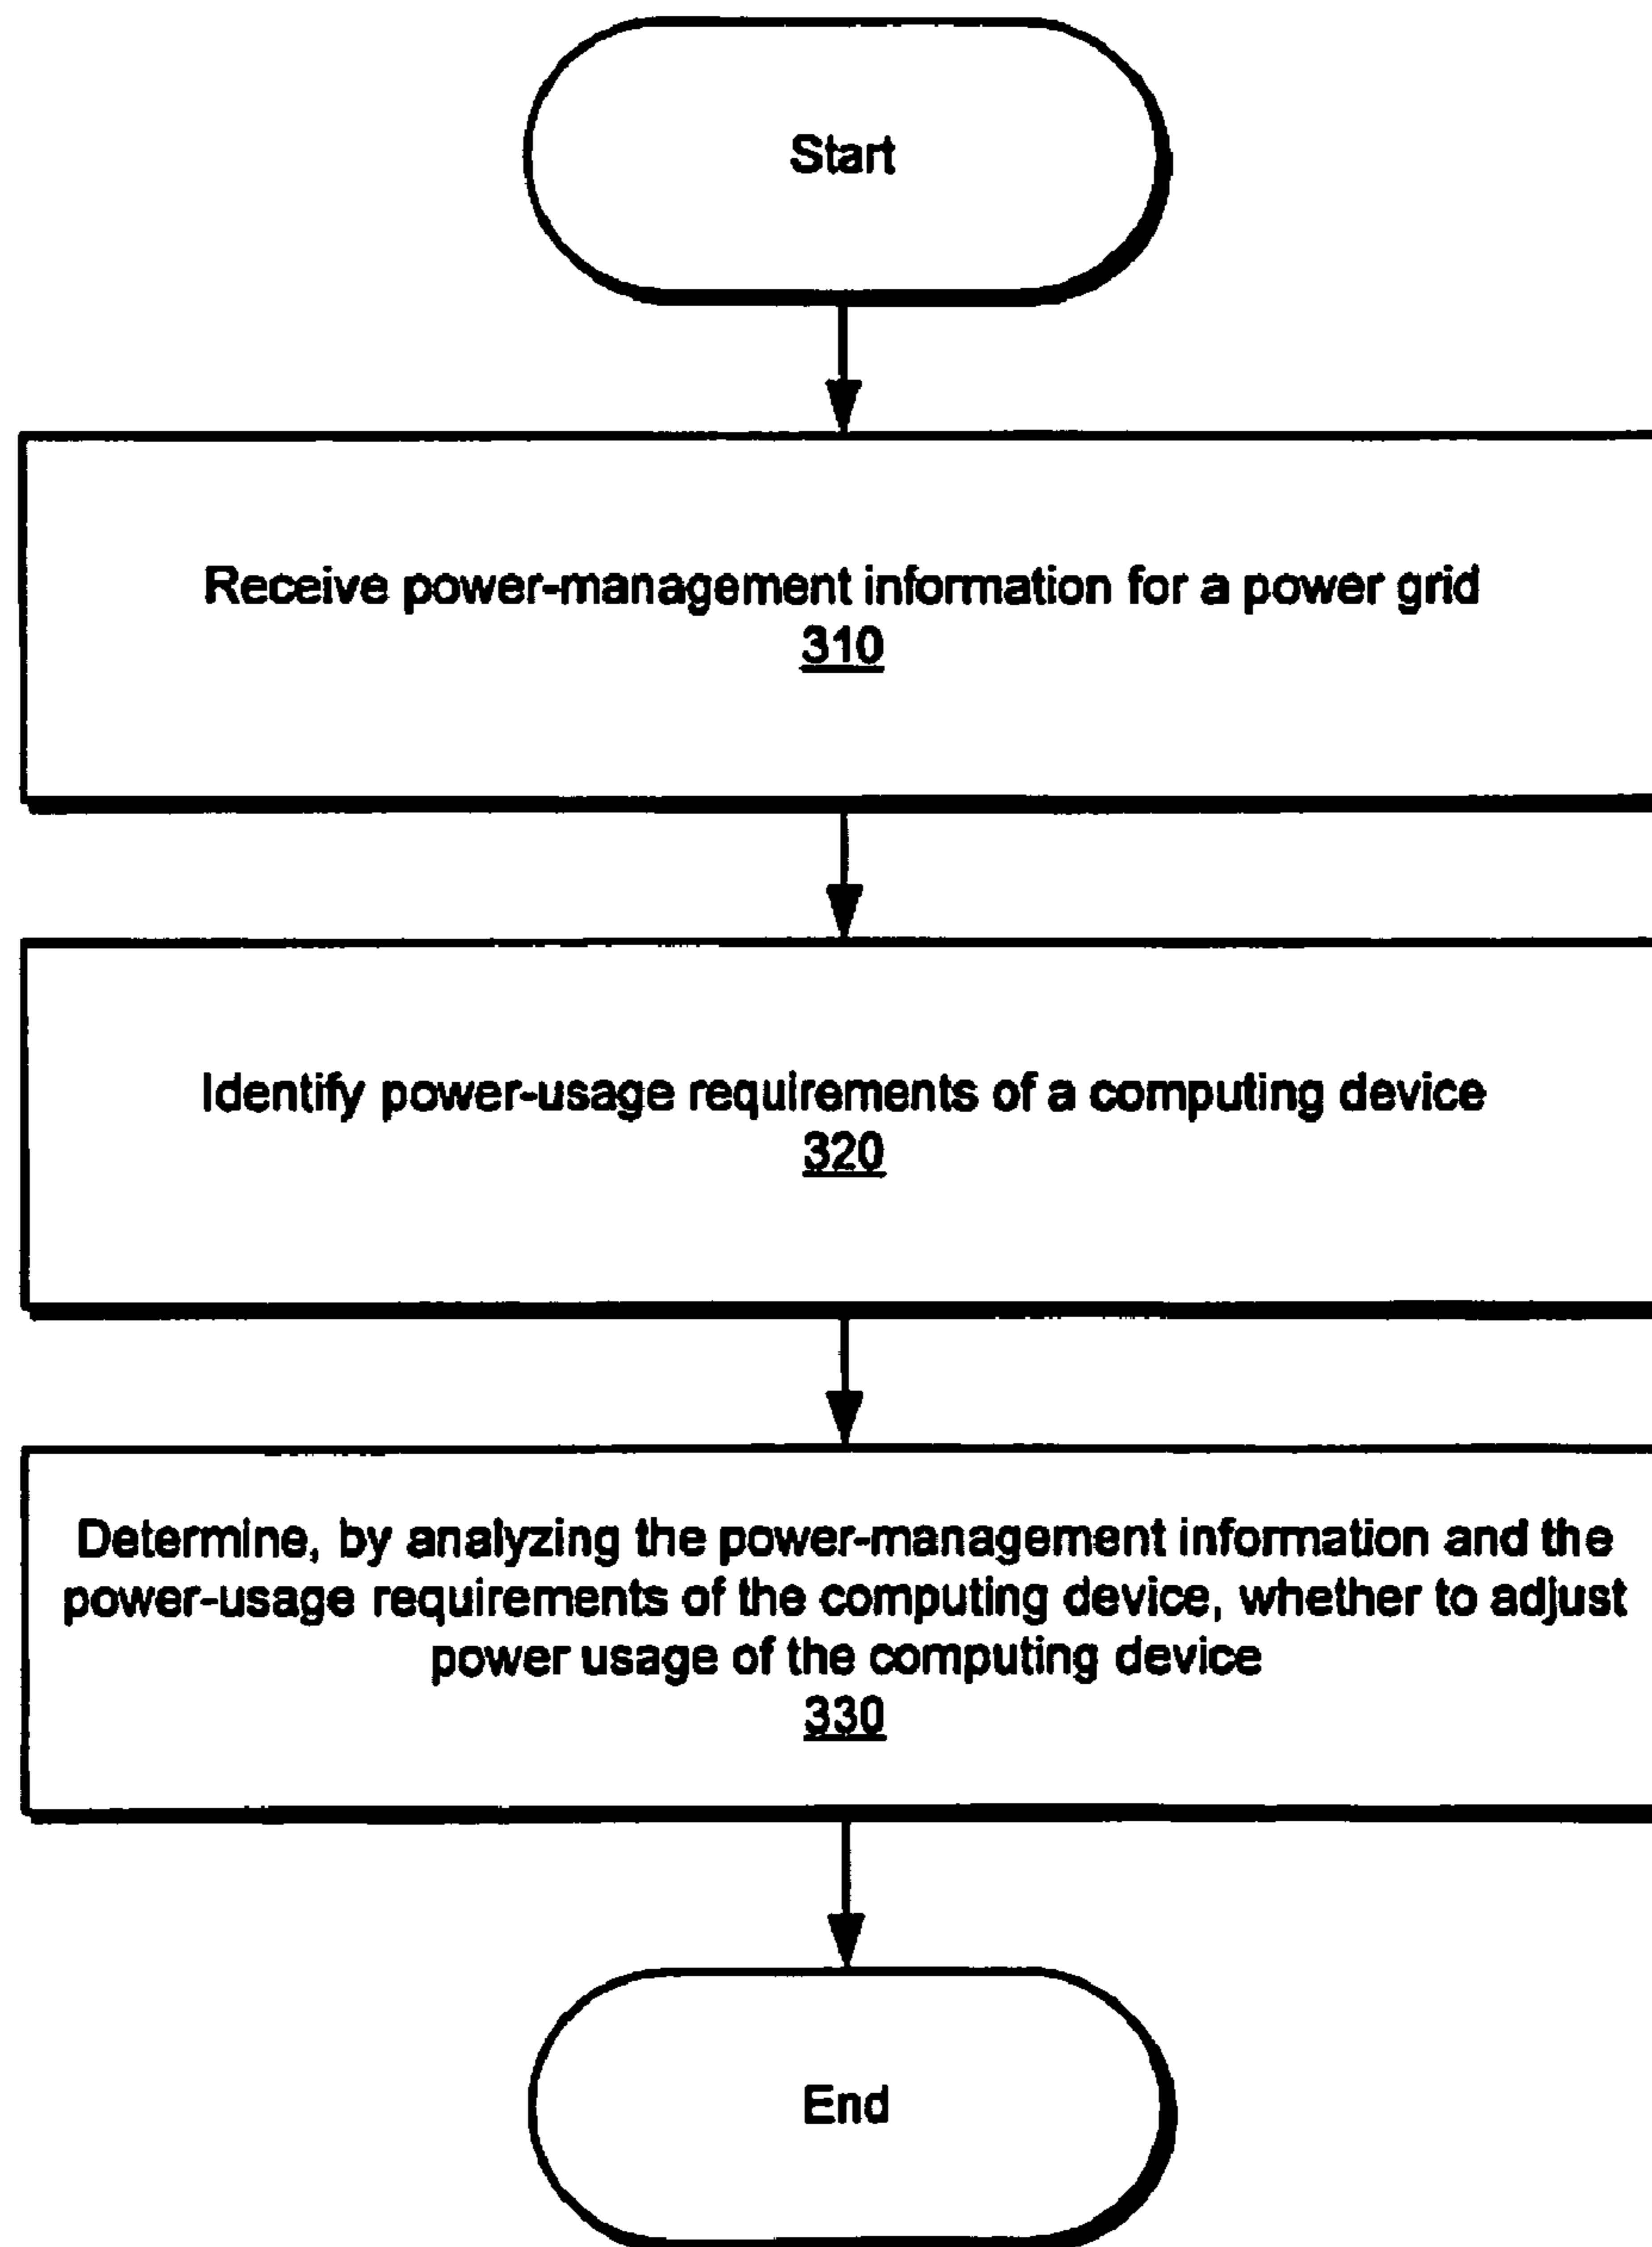 Start
Receive power-management information for a power grid
310
Identify power-usage requirements of a computing device
320
Determine, by analyzing the power-management information and the
power-usage requirements of the computing device, whether to adjust
power usage of the computing device
330
End